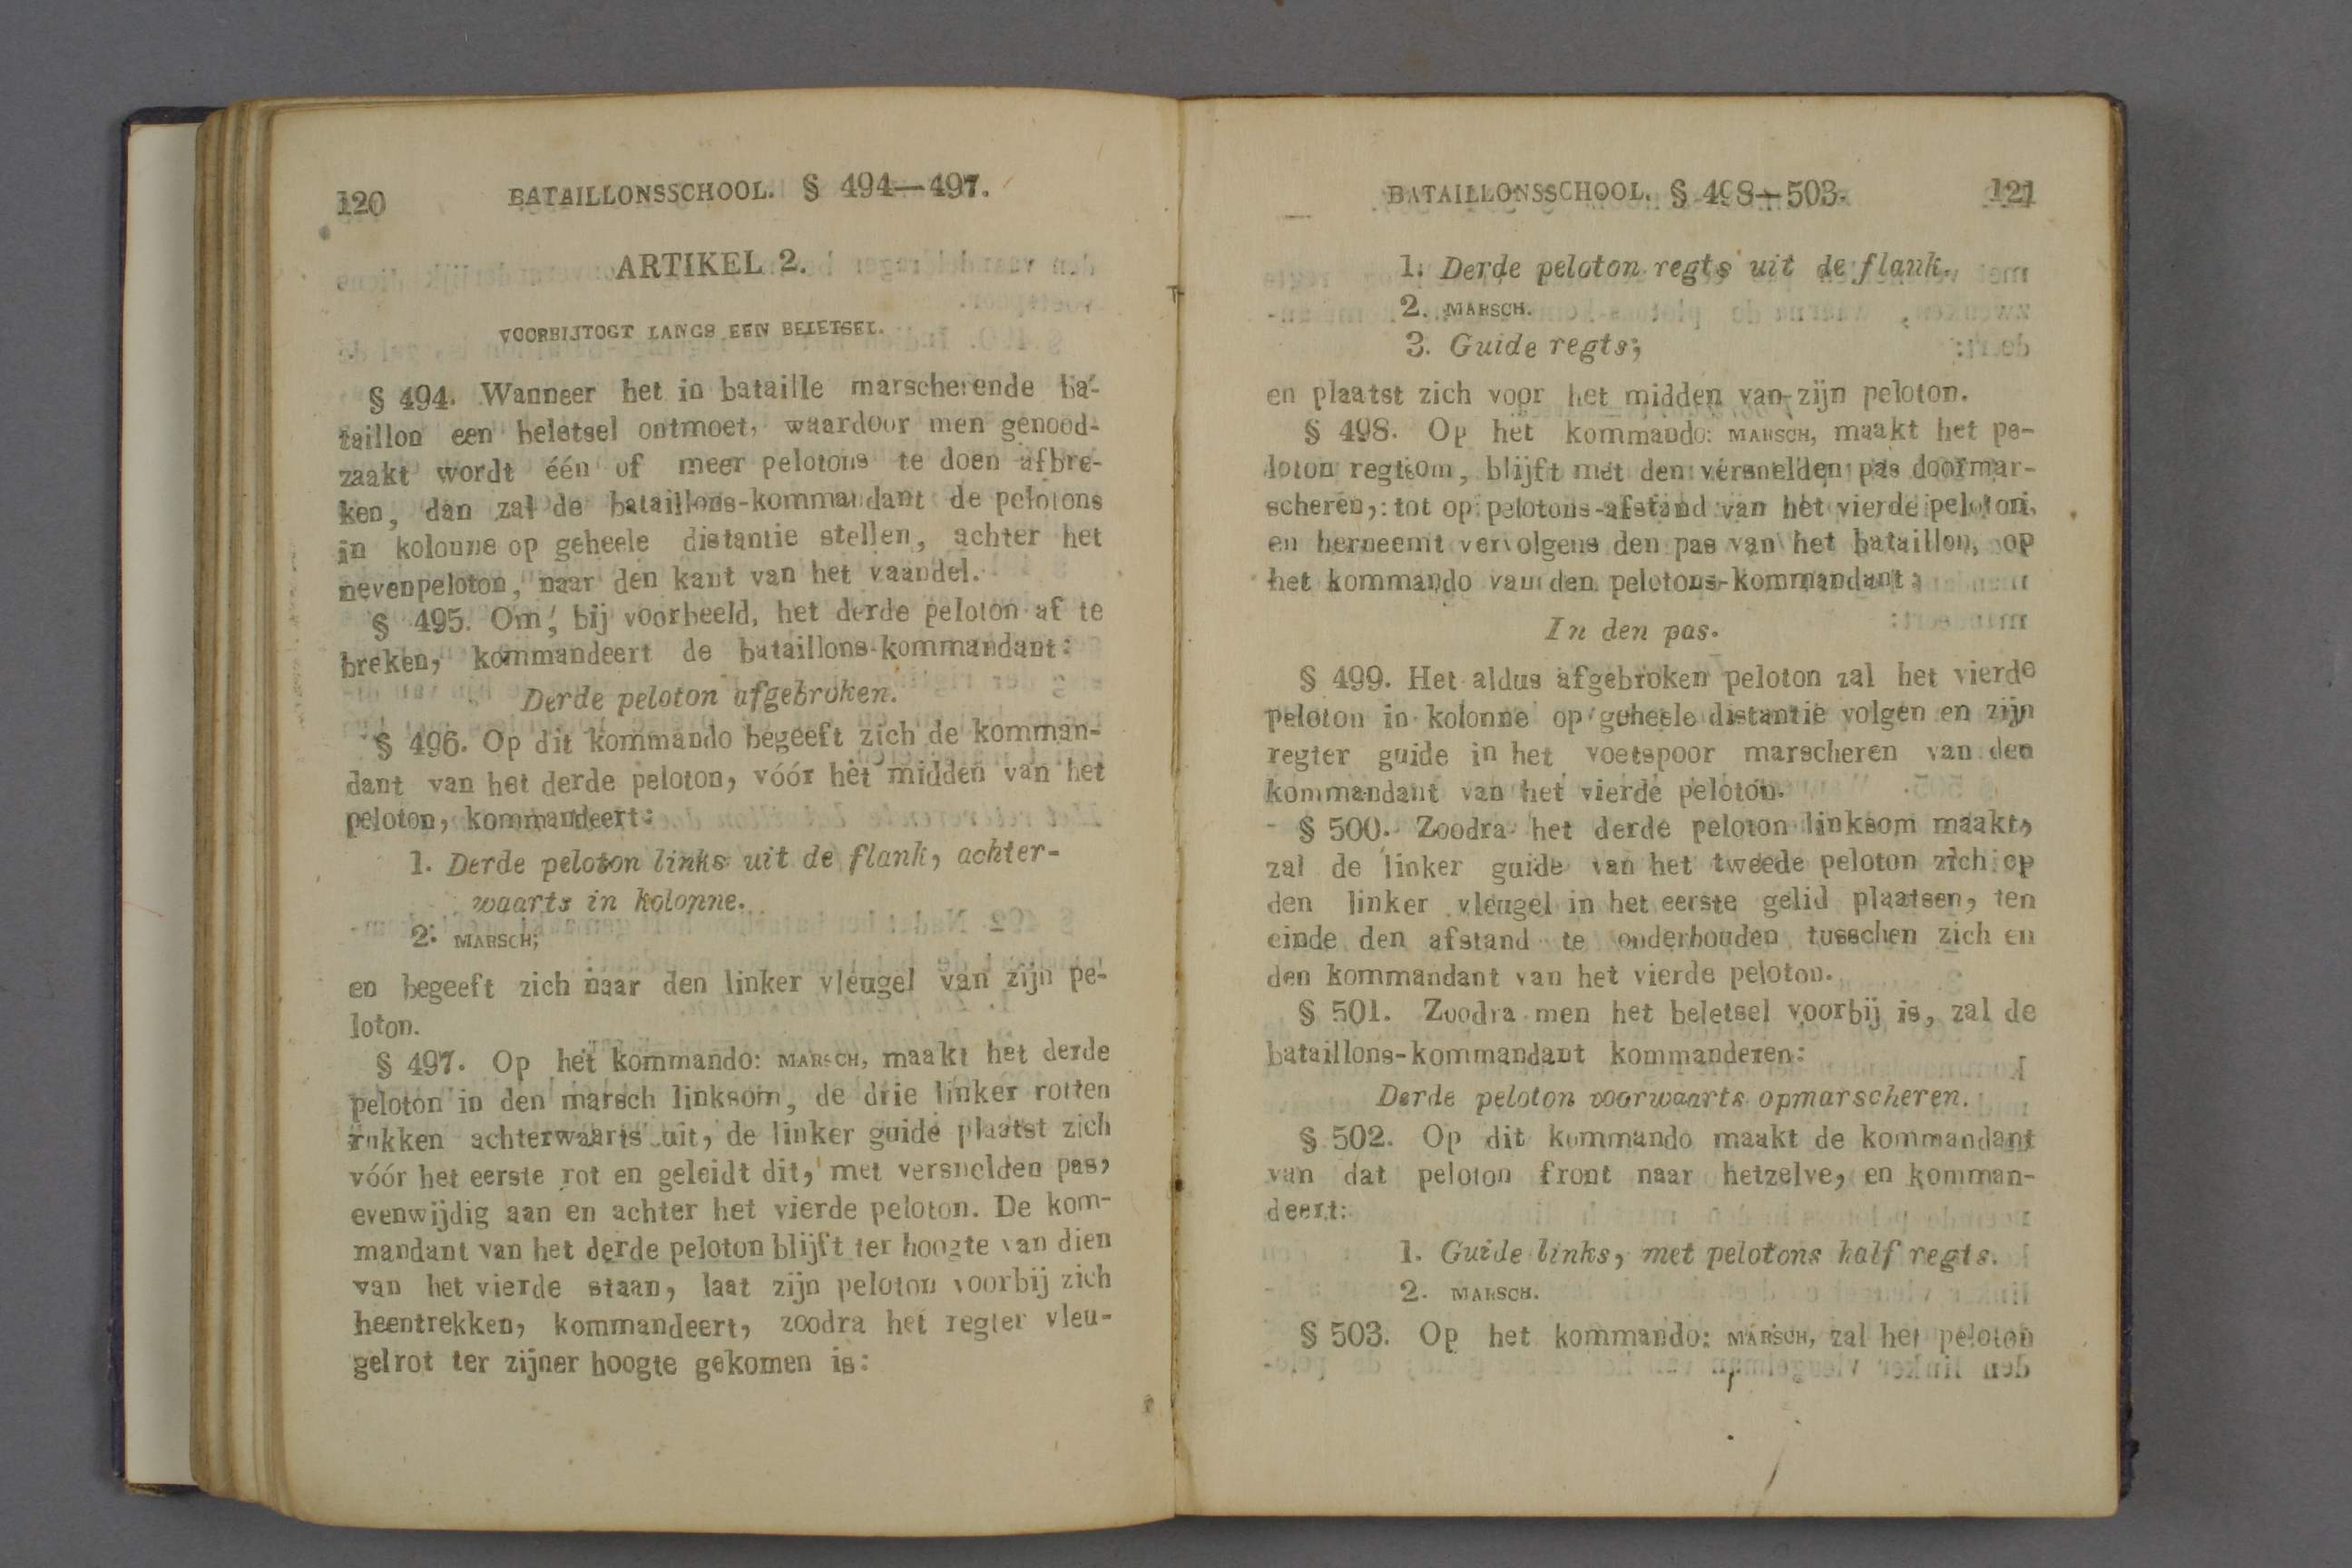 120 BATAILLONSSCHOOL. § 494—497.
ARTIKEL 2.
VOORBIJTOGT LANGS EEN BELETSEL.
§ 494. Wanneer het in bataille marscherende ba-
taillon een beletsel ontmoet, waardoor men genood-
zaakt wordt één of meer pelotons te doen afbre-
ken, dan zal de bataillons-kommandant de pelotons
in kolonne op geheele distantie stellen, achter het
nevenpeloton, naar den kant van het vaandel.
§ 495. Om, bij voorbeeld, het derde peloton af te
breken, kommandeert de bataillons-kommandant:
Derde peloton afgebroken.
§ 496. Op dit kommando begeeft zich de komman-
dant van het derde peloton, vóór het midden van het
peloton, kommandeert:
1. Derde peloton links uit de flank, achter-
waarts in kolonne.
2. MARSCH;
en begeeft zich naar den linker vleugel van zijn pe-
loton.
§ 497. Op het kommando: MARSCH, maakt het derde
peloton in den marsch linksom, de drie linker rotten
rukken achterwaarts uit, de linker guide plaatst zich
vóór het eerste rot en geleidt dit, met versnelden pas,
evenwijdig aan en achter het vierde peloton. De kom-
mandant van het derde peloton blijft ter hoogte van dien
van het vierde staan, laat zijn peloton voorbij zich
heentrekken, kommandeert, zoodra het regter vleu-
gelrot ter zijner hoogte gekomen is:
BATAILLONSSCHOOL. § 498—503. 121
1. Derde peloton regts uit de flank.
2. MARSCH.
3. Guide regts;
en plaatst zich voor het midden van zijn peloton.
§ 498. Op het kommando: MARSCH, maakt het pe-
loton regtsom, blijft met den versnelden pas doormar-
scheren, tot op pelotons-afstand van het vierde peloton,
en herneemt vervolgens den pas van het bataillon, op
het kommando van den pelotons-kommandant:
In den pas.
§ 499. Het aldus afgebroken peloton zal het vierde
peloton in kolonne op geheele distantie volgen en zijn
regter guide in het voetspoor marscheren van den
kommandant van het vierde peloton.
§ 500. Zoodra het derde peloton linksom maakt,
zal de linker guide van het tweede peloton zich op
den linker vleugel in het eerste gelid plaatsen, ten
einde den afstand te onderhouden tusschen zich en
den kommandant van het vierde peloton.
§ 501. Zoodra men het beletsel voorbij is, zal de
bataillons-kommandant kommanderen:
Derde peloton voorwaarts opmarscheren.
§ 502. Op dit kommando maakt de kommandant
van dat peloton front naar hetzelve, en komman-
deert:
1. Guide links, met pelotons half regts.
2. MARSCH.
§ 503. Op het kommando: MARSCH, zal het peloton